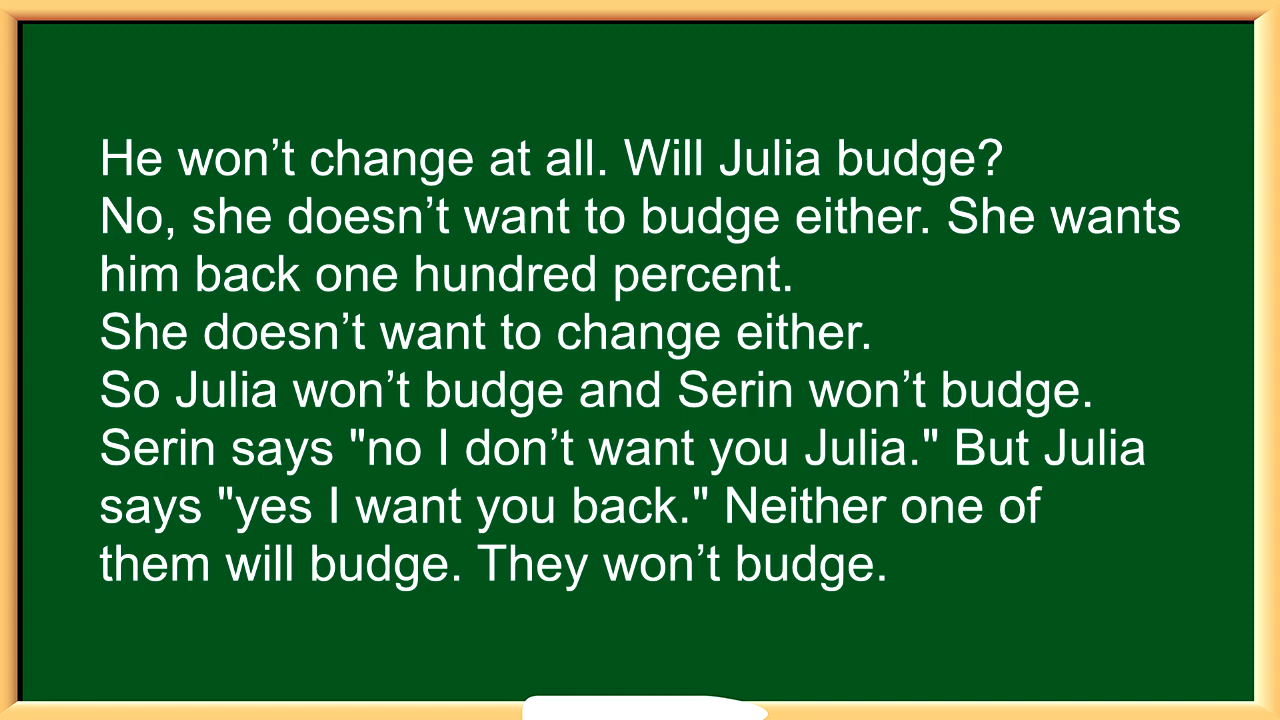 He won’t change at all. Will Julia budge?
No, she doesn’t want to budge either. She wants
him back one hundred percent.
She doesn’t want to change either.
So Julia won’t budge and Serin won’t budge.
Serin says "no I don’t want you Julia." But Julia
says "yes I want you back." Neither one of
them will budge. They won’t budge.